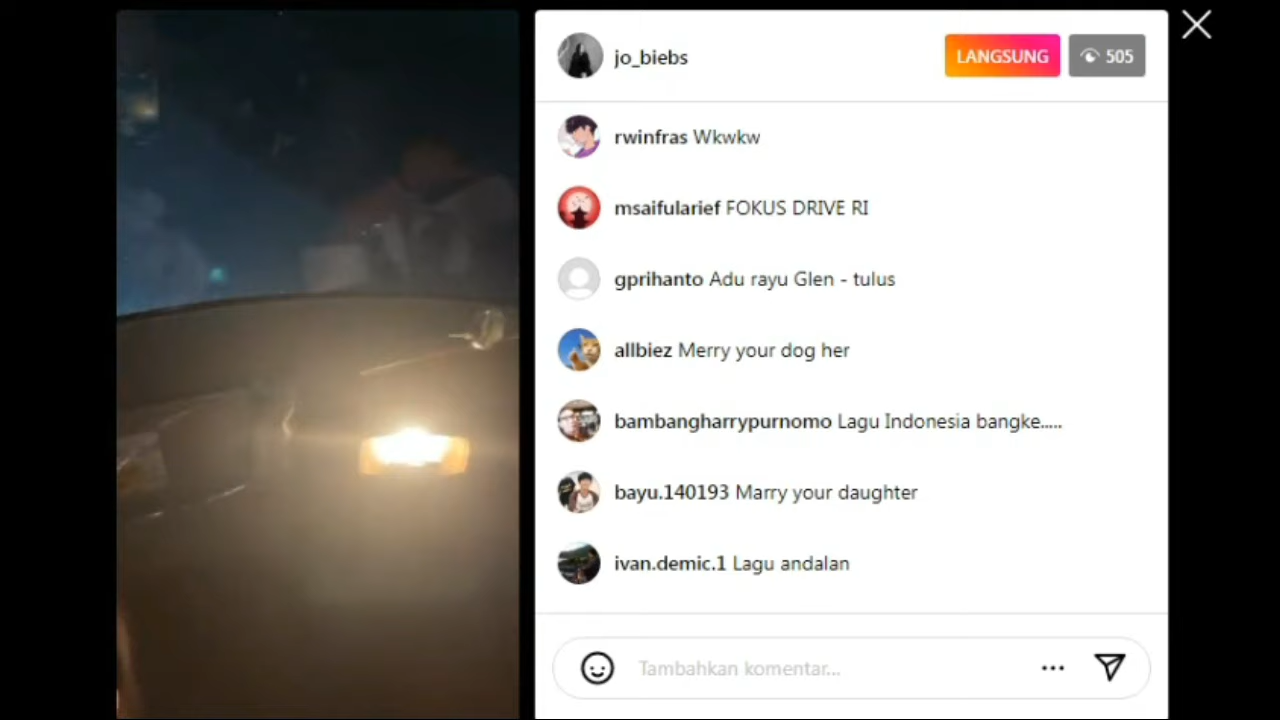 jo_biebs
LANGSUNG
505
rwinfras Wkwkw
msaifularief FOKUS DRIVE RI
gprihanto Adu rayu Glen - tulus
allbiez Merry your dog her
bambangharrypurnomo Lagu Indonesia bangke.....
bayu.140193 Marry your daughter
ivan.demic.1 Lagu andalan
Tambahkan komentar...